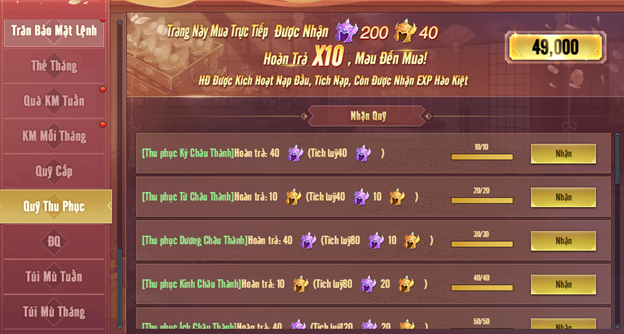 Trân Bảo Mật Lệnh
Thẻ Tháng
Quà KM Tuần
KM Mỗi Tháng
Quỹ Cấp
Quỹ Thu Phục
ĐQ
Túi Mù Tuần
Túi Mù Tháng
Trang Này Mua Trực Tiếp Được Nhận 200 40
Hoàn Trả X10 , Mau Đến Mua!
HĐ Được Kích Hoạt Nạp Đầu, Tích Nạp, Còn Được Nhận EXP Hào Kiệt
49,000
Nhận Quỹ
[Thu phục Ký Châu Thành]Hoàn trả: 40 (Tích luỹ40 )
10/10
Nhận
[Thu phục Từ Châu Thành]Hoàn trả: 10 (Tích luỹ40 10 )
20/20
Nhận
[Thu phục Dương Châu Thành]Hoàn trả: 40 (Tích luỹ80 10 )
30/30
Nhận
[Thu phục Kinh Châu Thành]Hoàn trả: 10 (Tích luỹ80 20 )
40/40
Nhận
[Thu phục Ích Châu Thành]Hoàn trả: 40 (Tích luỹ120 20 )
50/50
Nhận